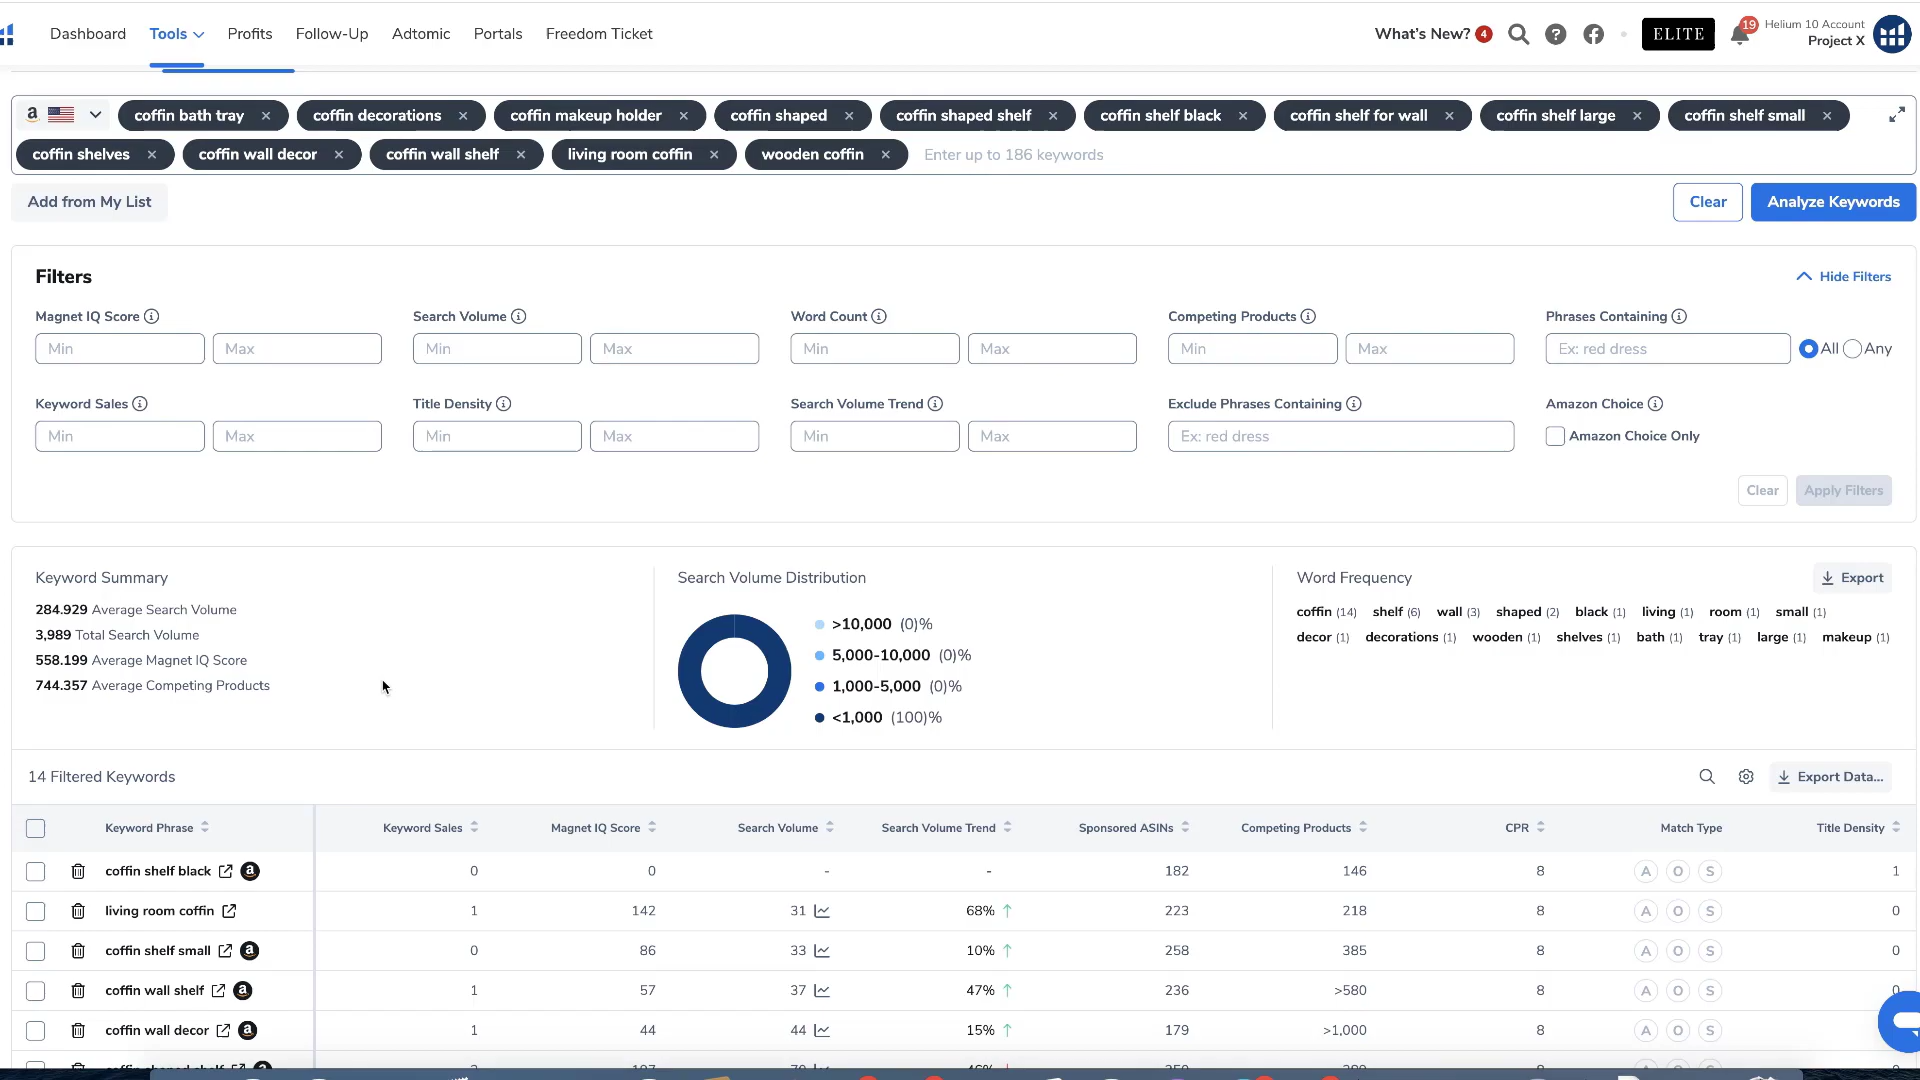 Dashboard Tools Profits Follow-Up Adtomic Portals Freedom Ticket What's New? 4 ELITE 19 Helium 10 Account
Project X
a coffin bath tray × coffin decorations × coffin makeup holder × coffin shaped × coffin shaped shelf × coffin shelf black × coffin shelf for wall × coffin shelf large × coffin shelf small ×
coffin shelves × coffin wall decor × coffin wall shelf × living room coffin × wooden coffin × Enter up to 186 keywords
Add from My List Clear Analyze Keywords
Filters Hide Filters
Magnet IQ Score Search Volume Word Count Competing Products Phrases Containing
Min Max Min Max Min Max Min Max Ex: red dress All Any
Keyword Sales Title Density Search Volume Trend Exclude Phrases Containing Amazon Choice
Min Max Min Max Min Max Ex: red dress Amazon Choice Only
Clear Apply Filters
Keyword Summary
284.929 Average Search Volume
3,989 Total Search Volume
558.199 Average Magnet IQ Score
744.357 Average Competing Products
Search Volume Distribution
>10,000 (0)%
5,000-10,000 (0)%
1,000-5,000 (0)%
<1,000 (100)%
Word Frequency Export
coffin (14) shelf (6) wall (3) shaped (2) black (1) living (1) room (1) small (1)
decor (1) decorations (1) wooden (1) shelves (1) bath (1) tray (1) large (1) makeup (1)
14 Filtered Keywords Export Data...
Keyword Phrase Keyword Sales Magnet IQ Score Search Volume Search Volume Trend Sponsored ASINs Competing Products CPR Match Type Title Density
coffin shelf black a 0 0 - - 182 146 8 A O S 1
living room coffin 1 142 31 68% ↑ 223 218 8 A O S 0
coffin shelf small a 0 86 33 10% ↑ 258 385 8 A O S 0
coffin wall shelf a 1 57 37 47% ↑ 236 >580 8 A O S 0
coffin wall decor a 1 44 44 15% ↑ 179 >1,000 8 A O S
coffin shaped shelf